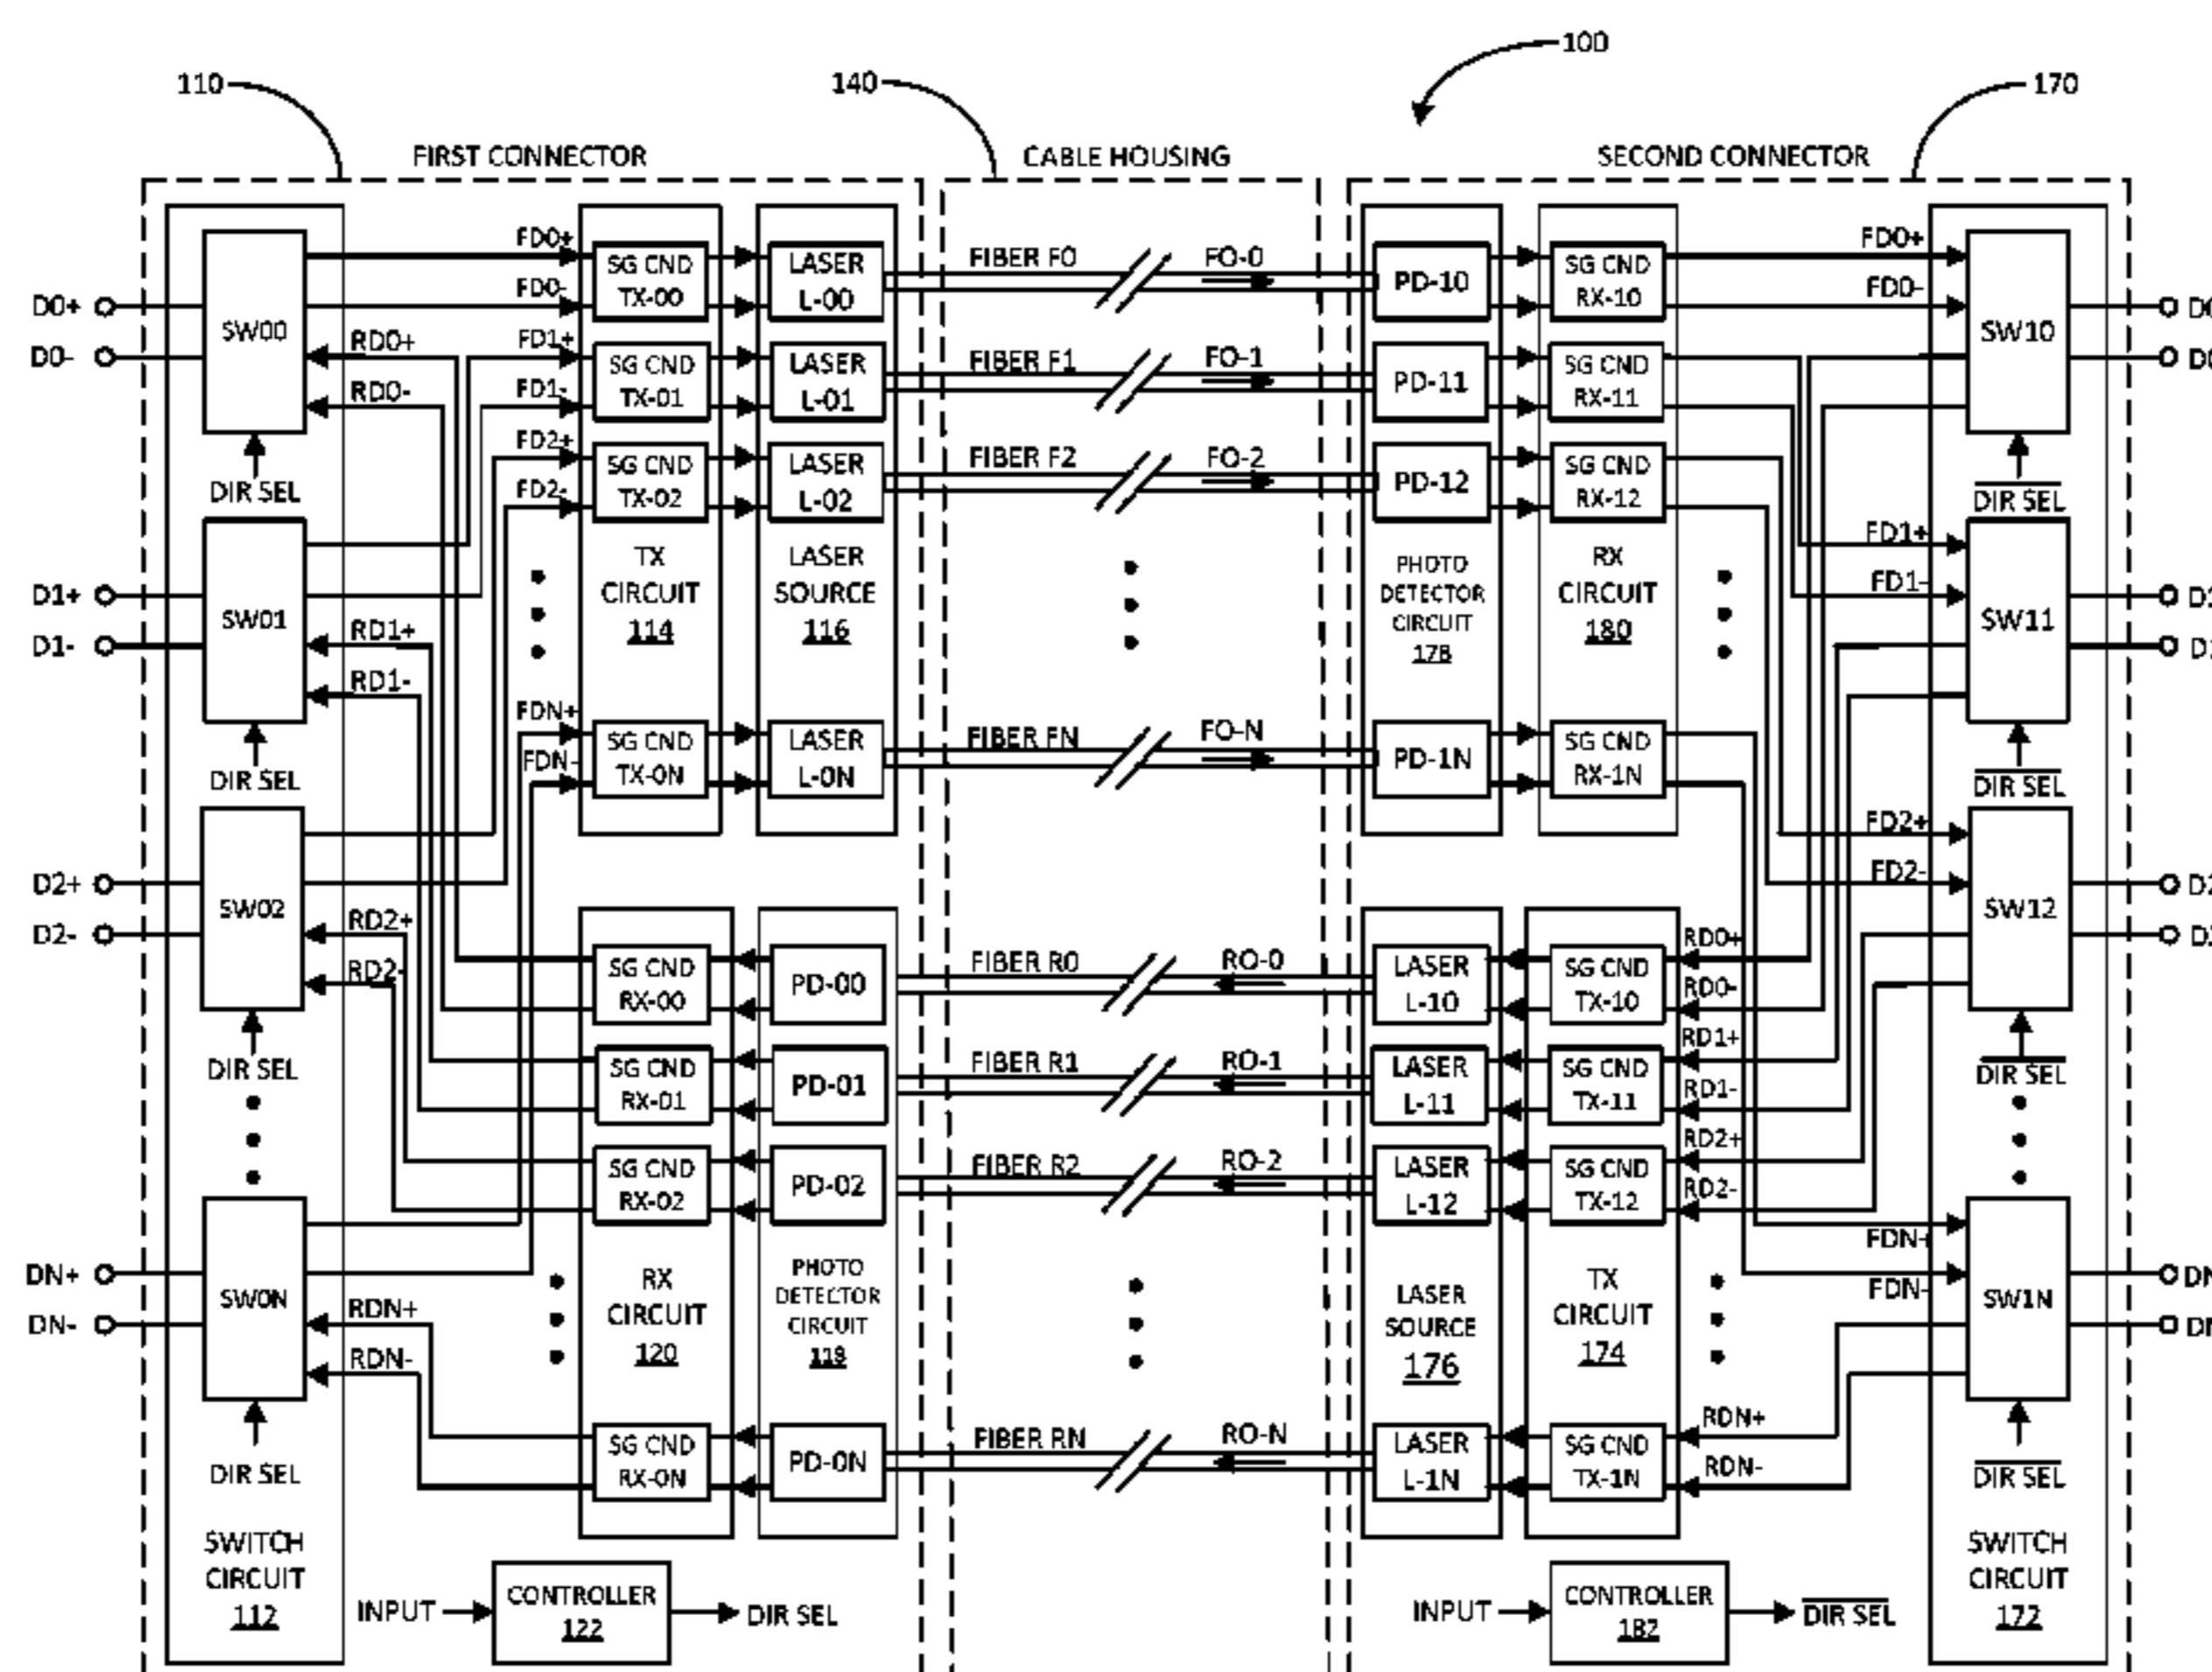 100
110
140
170
FIRST CONNECTOR
CABLE HOUSING
SECOND CONNECTOR
D0+
D0-
SW00
DIR SEL
RD0+
RD0-
FD0+
FD0-
FD1+
FD1-
FD2+
FD2-
SG CND
TX-00
SG CND
TX-01
SG CND
TX-02
LASER
L-00
LASER
L-01
LASER
L-02
FIBER F0
FO-0
FIBER F1
FO-1
FIBER F2
FO-2
PD-10
PD-11
PD-12
SG CND
RX-10
SG CND
RX-11
SG CND
RX-12
FD0+
FD0-
SW10
DIR SEL
D1+
D1-
SW01
DIR SEL
RD1+
RD1-
TX
CIRCUIT
114
LASER
SOURCE
116
PHOTO
DETECTOR
CIRCUIT
178
RX
CIRCUIT
180
FD1+
FD1-
SW11
DIR SEL
FDN+
FDN-
SG CND
TX-0N
LASER
L-0N
FIBER FN
FO-N
PD-1N
SG CND
RX-1N
D2+
D2-
SW02
DIR SEL
RD2+
RD2-
FD2+
FD2-
SW12
DIR SEL
SG CND
RX-00
SG CND
RX-01
SG CND
RX-02
PD-00
PD-01
PD-02
FIBER R0
RO-0
FIBER R1
RO-1
FIBER R2
RO-2
LASER
L-10
LASER
L-11
LASER
L-12
SG CND
TX-10
SG CND
TX-11
SG CND
TX-12
RD0+
RD0-
RD1+
RD1-
RD2+
RD2-
DN+
DN-
SW0N
DIR SEL
RDN+
RDN-
RX
CIRCUIT
120
PHOTO
DETECTOR
CIRCUIT
118
LASER
SOURCE
176
TX
CIRCUIT
174
FDN+
FDN-
SW1N
DIR SEL
SG CND
RX-0N
PD-0N
FIBER RN
RO-N
LASER
L-1N
SG CND
TX-1N
RDN+
RDN-
SWITCH
CIRCUIT
112
INPUT
CONTROLLER
122
DIR SEL
INPUT
CONTROLLER
182
DIR SEL
SWITCH
CIRCUIT
172